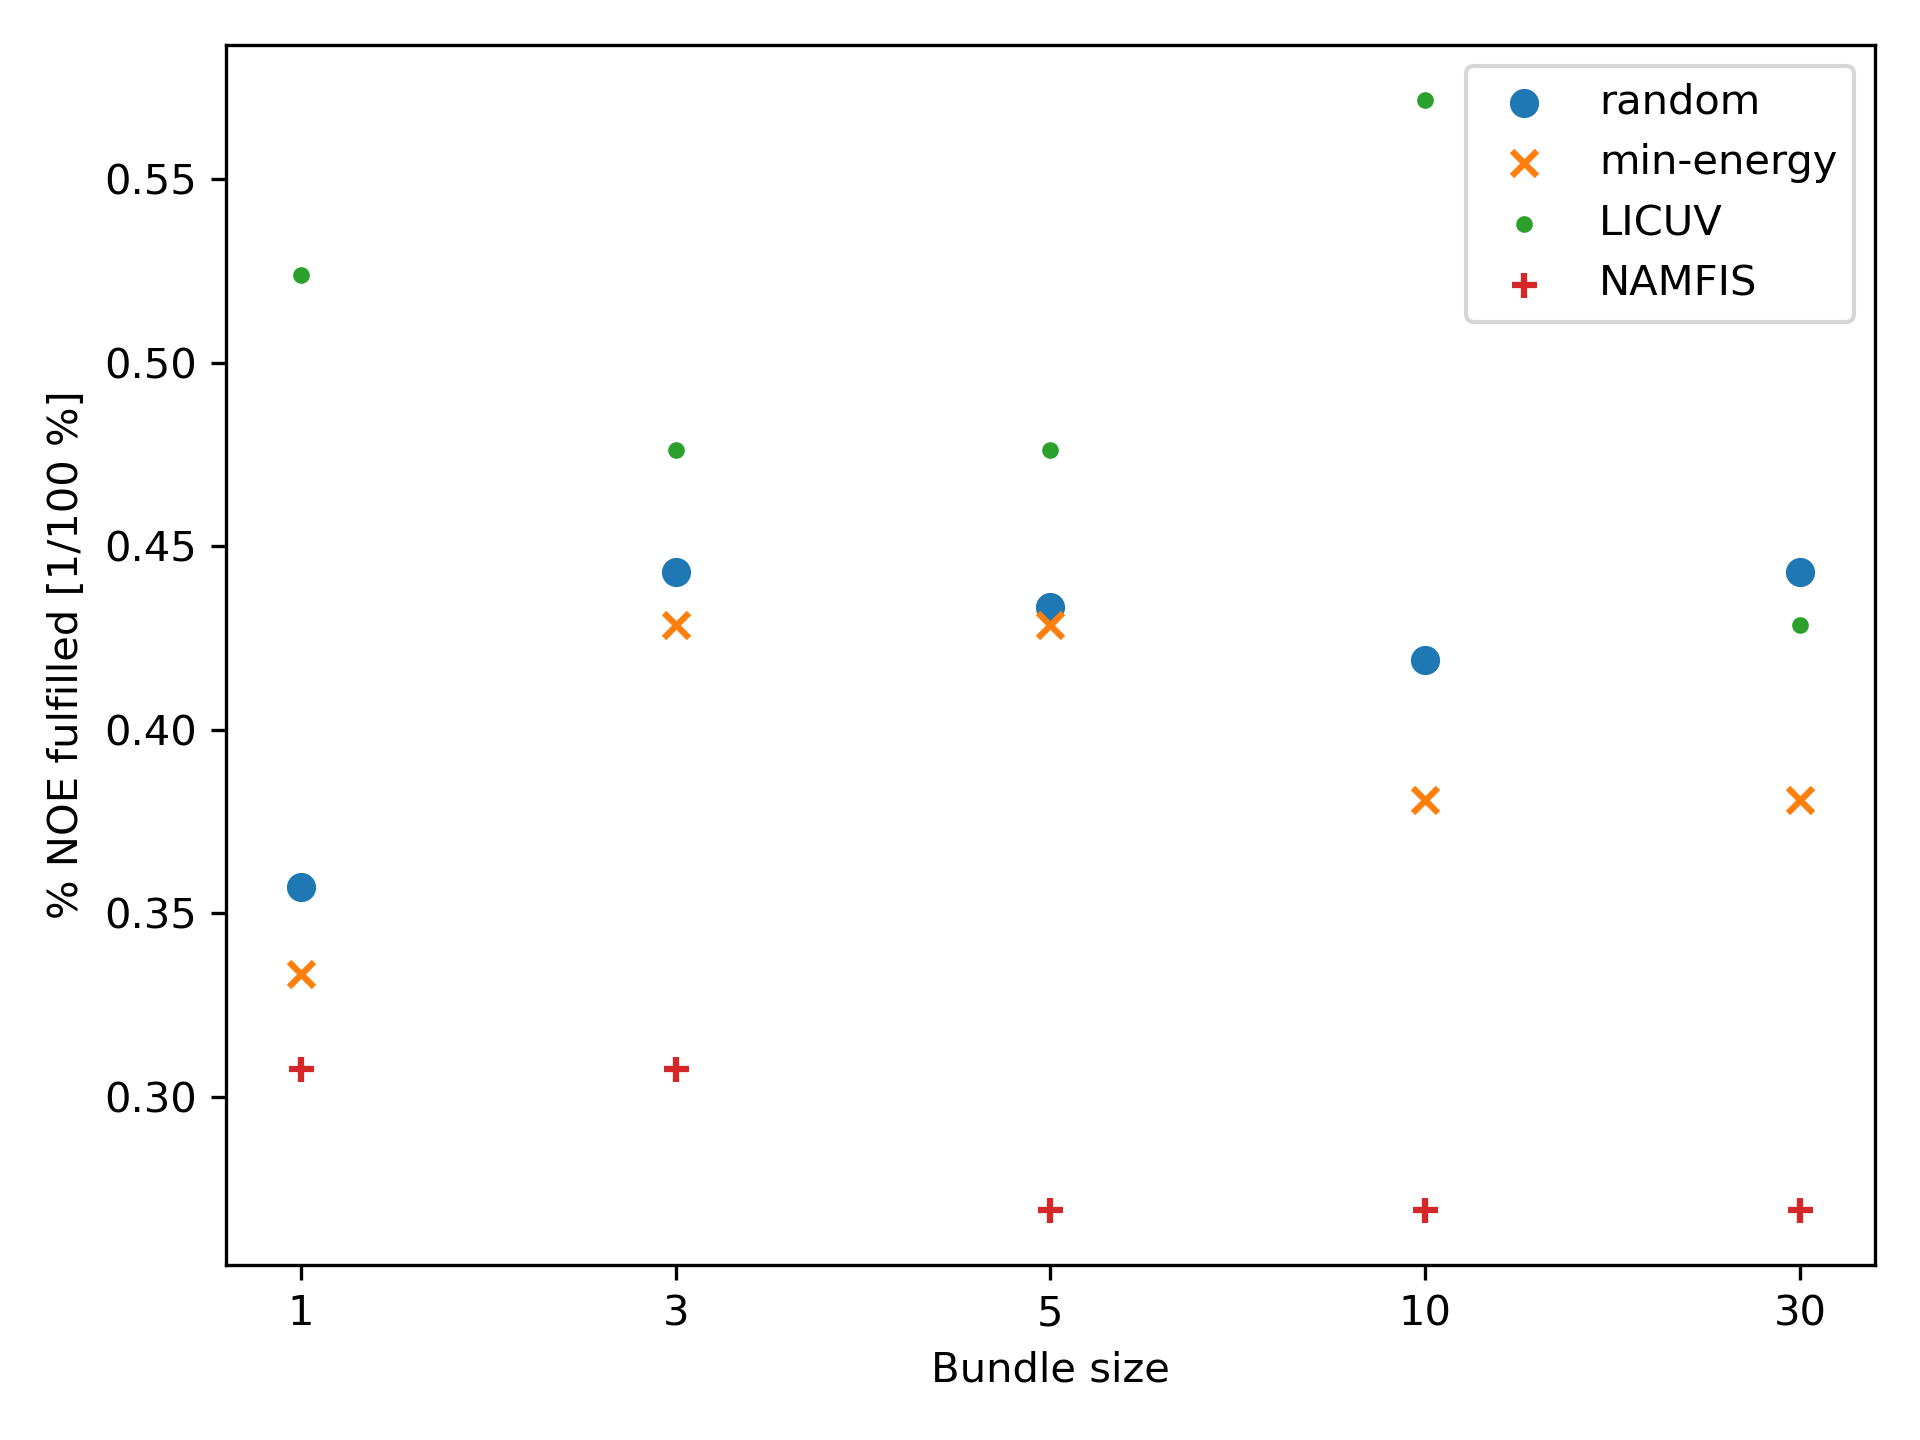 random
min-energy
LICUV
NAMFIS
% NOE fulfilled [1/100 %]
0.55
0.50
0.45
0.40
0.35
0.30
1 3 5 10 30
Bundle size